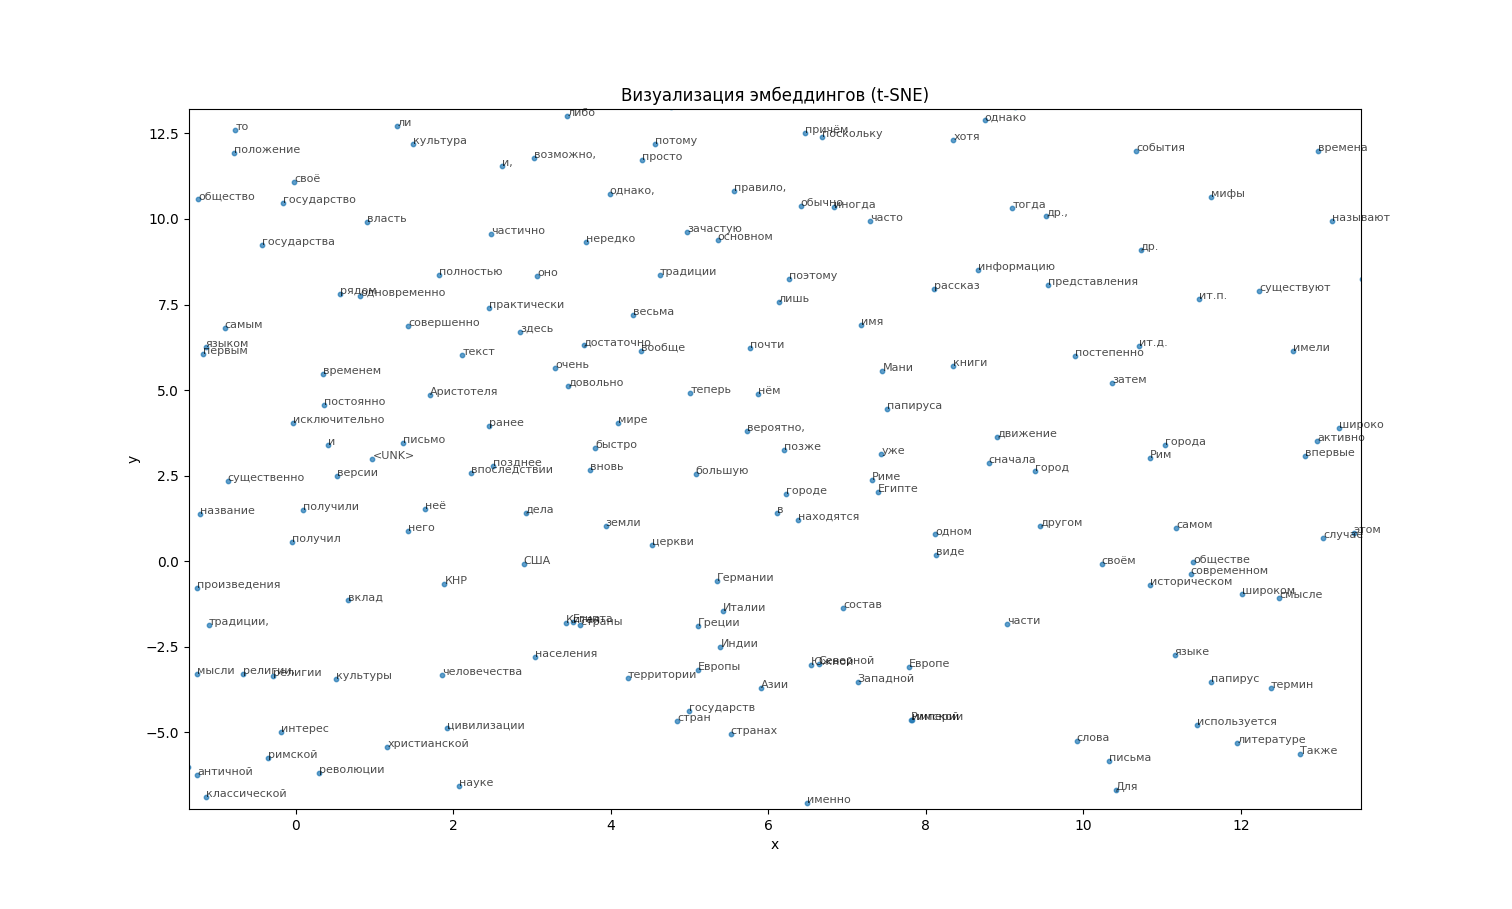 Визуализация эмбеддингов (t-SNE)
либо
однако
то
ли
причём
поскольку
культура
потому
хотя
положение
и,
возможно,
просто
события
времена
своё
общество
государство
однако,
правило,
обычно
иногда
мифы
власть
часто
тогда
др.,
называют
частично
нередко
зачастую
основном
государства
др.
полностью
оно
традиции
поэтому
информацию
рядом
одновременно
рассказ
представления
ит.п.
существуют
практически
лишь
самым
совершенно
здесь
весьма
имя
языком
первым
текст
достаточно
вообще
почти
постепенно
ит.д.
имели
временем
очень
довольно
Мани
книги
затем
постоянно
Аристотеля
теперь
нём
папируса
исключительно
ранее
мире
вероятно,
движение
широко
и
письмо
<UNK>
быстро
позже
уже
города
активно
версии
позднее
впоследствии
вновь
большую
сначала
город
Рим
впервые
существенно
Риме
Египте
название
получили
неё
дела
городе
в
находятся
получил
него
земли
церкви
одном
другом
самом
случае
этом
США
виде
своём
обществе
современном
произведения
КНР
Германии
историческом
вклад
широком
смысле
традиции,
Египта
страны
Италии
Греции
состав
части
населения
Индии
Северной
языке
мысли
религии,
религии
культуры
человечества
территории
Европы
Азии
Западной
Европе
папирус
термин
интерес
цивилизации
государств
стран
странах
используется
римской
христианской
слова
литературе
Также
античной
революции
письма
классической
науке
именно
Для
12.5
10.0
7.5
5.0
2.5
0.0
−2.5
−5.0
y
0 2 4 6 8 10 12
x